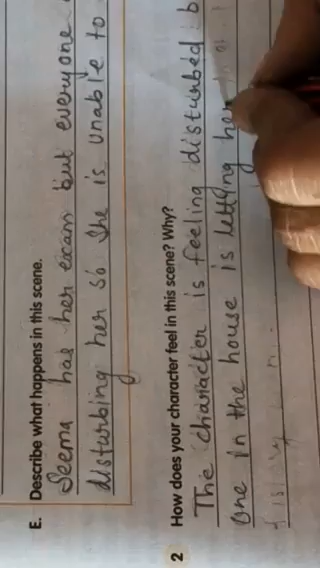 E. Describe what happens in this scene.
Seema has her exam but everyone
disturbing her so She is unable to
2 How does your character feel in this scene? Why?
The character is feeling disturbed b
one in the house is letting her